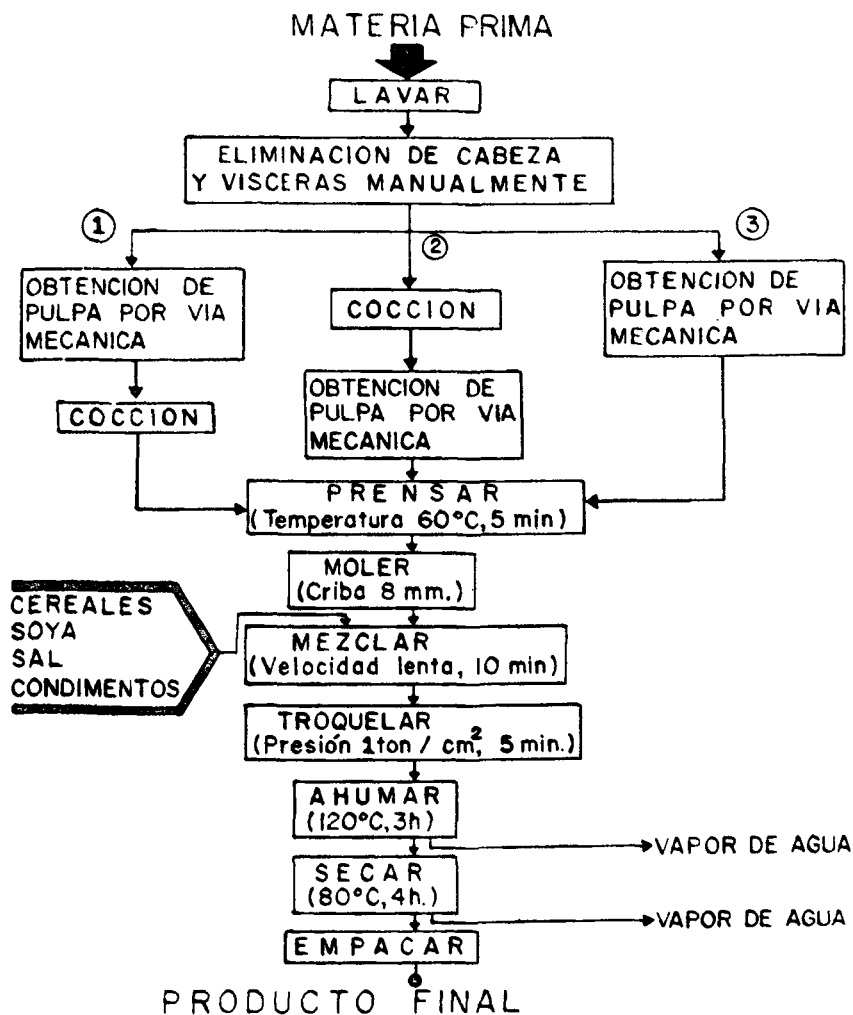 MATERIA PRIMA
LAVAR
ELIMINACION DE CABEZA
Y VISCERAS MANUALMENTE
1
2
3
OBTENCION DE
PULPA POR VIA
MECANICA
COCCION
COCCION
OBTENCION DE
PULPA POR VIA
MECANICA
OBTENCION DE
PULPA POR VIA
MECANICA
PRENSAR
(Temperatura 60°C, 5 min)
MOLER
(Criba 8 mm.)
CEREALES
SOYA
SAL
CONDIMENTOS
MEZCLAR
(Velocidad lenta, 10 min)
TROQUELAR
(Presión 1 ton / cm², 5 min.)
AHUMAR
(120°C, 3h)
VAPOR DE AGUA
SECAR
(80°C, 4h.)
VAPOR DE AGUA
EMPACAR
PRODUCTO FINAL